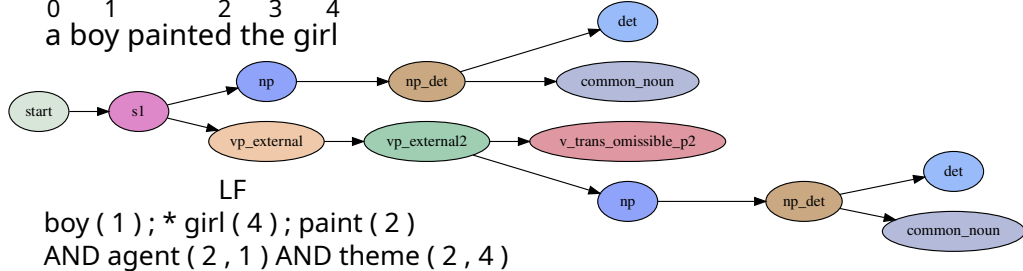 0 1 2 3 4
a boy painted the girl
det
np np_det common_noun
start s1
vp_external vp_external2 v_trans_omissible_p2
det
LF
np np_det
boy ( 1 ) ; * girl ( 4 ) ; paint ( 2 )
common_noun
AND agent ( 2 , 1 ) AND theme ( 2 , 4 )